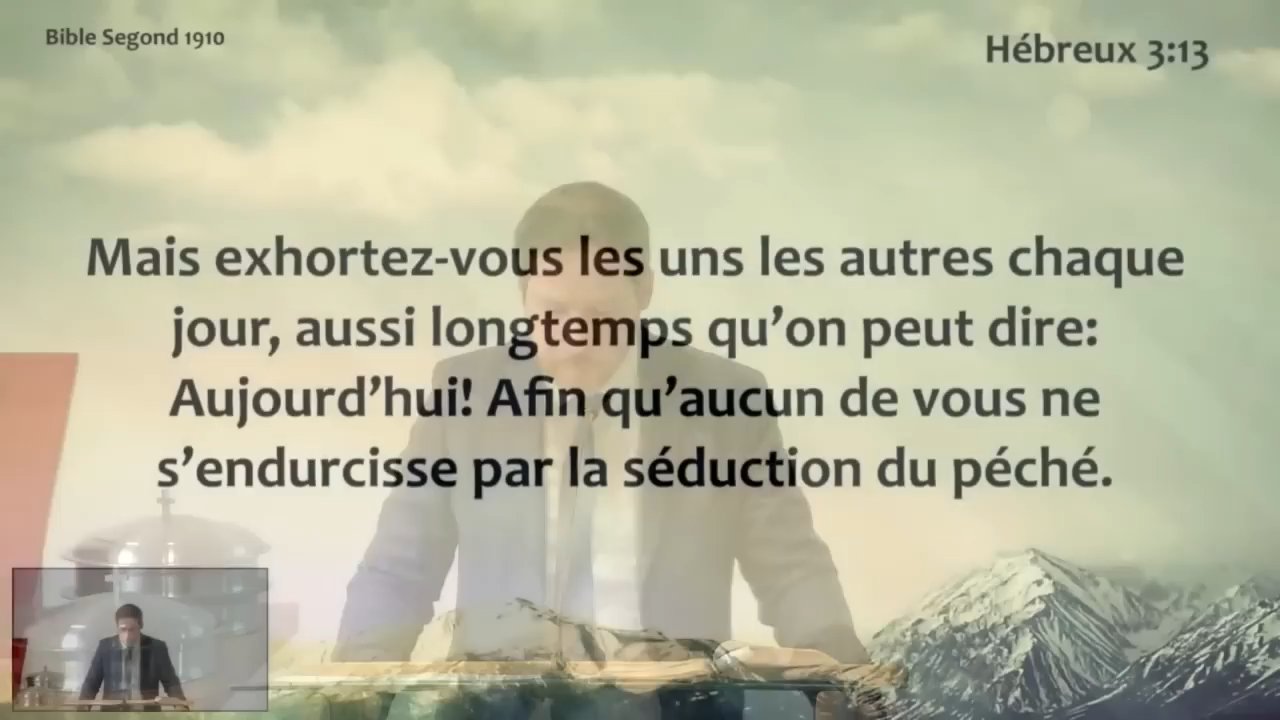 Bible Segond 1910
Hébreux 3:13
Mais exhortez-vous les uns les autres chaque
jour, aussi longtemps qu’on peut dire:
Aujourd’hui! Afin qu’aucun de vous ne
s’endurcisse par la séduction du péché.